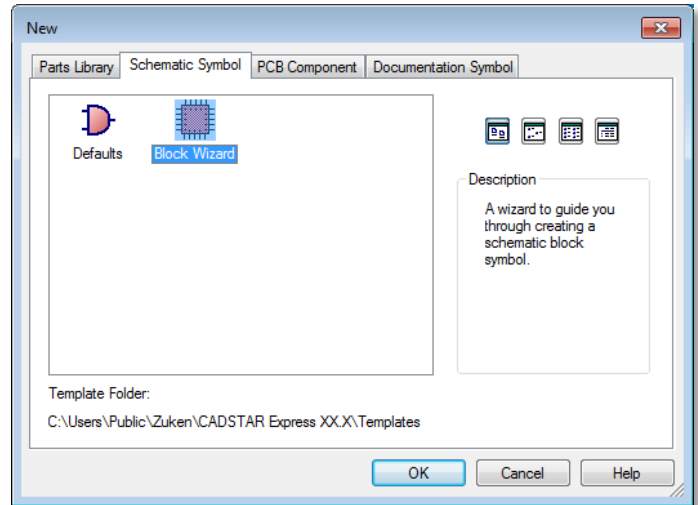 New
Parts Library Schematic Symbol PCB Component Documentation Symbol
Defaults Block Wizard
Description
A wizard to guide you
through creating a
schematic block
symbol.
Template Folder:
C:\Users\Public\Zuken\CADSTAR Express XX.X\Templates
OK Cancel Help